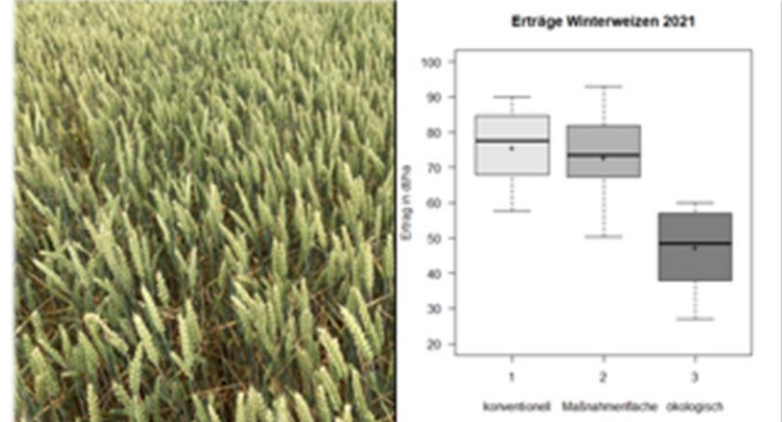 Erträge Winterweizen 2021
Ertrag in dt/ha
100
90
80
70
60
50
40
30
20
1 2 3
konventionell Maßnahmenfläche ökologisch